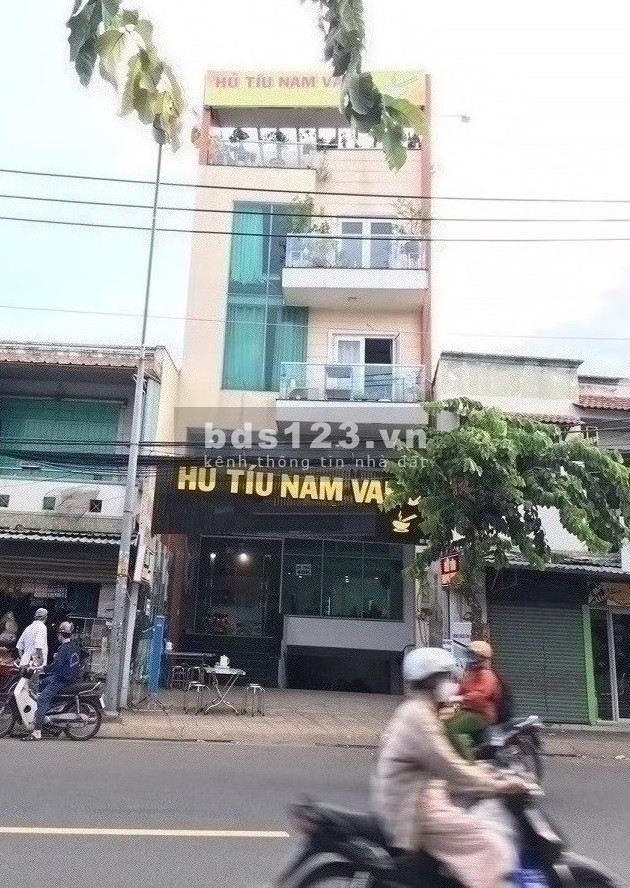 HỦ TÍU NAM VA
bds123.vn
kênh thông tin nhà đất
HỦ TÍU NAM VA